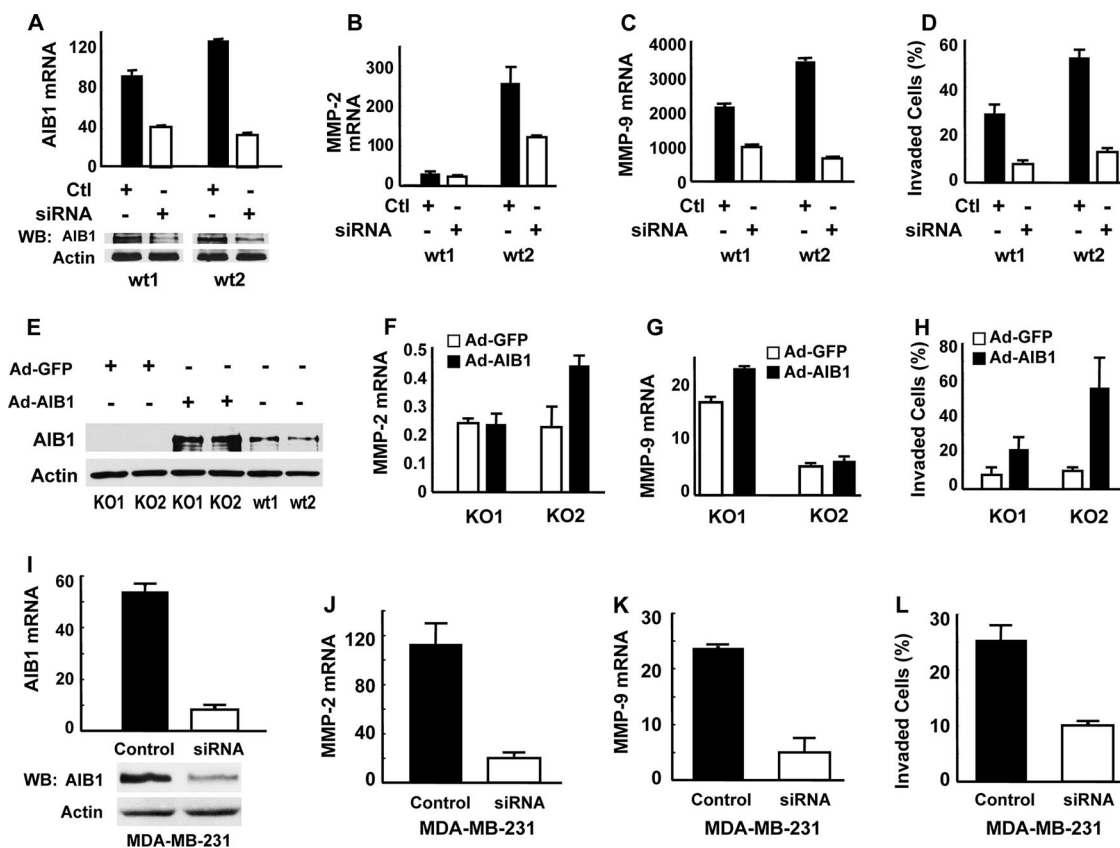 A
AIB1 mRNA
120
80
40
0
Ctl + - + -
siRNA - + - +
WB: AIB1
Actin
wt1 wt2
B
MMP-2
mRNA
300
200
100
0
Ctl + - + -
siRNA - + - +
wt1 wt2
C
MMP-9 mRNA
4000
3000
2000
1000
0
Ctl + - + -
siRNA - + - +
wt1 wt2
D
Invaded Cells (%)
60
40
20
0
Ctl + - + -
siRNA - + - +
wt1 wt2
E
Ad-GFP + + - - - -
Ad-AIB1 - - + + - -
AIB1
Actin
KO1 KO2 KO1 KO2 wt1 wt2
F
Ad-GFP
Ad-AIB1
MMP-2 mRNA
0.5
0.4
0.3
0.2
0.1
0
KO1 KO2
G
Ad-GFP
Ad-AIB1
MMP-9 mRNA
20
10
0
KO1 KO2
H
Ad-GFP
Ad-AIB1
Invaded Cells (%)
80
60
40
20
0
KO1 KO2
I
AIB1 mRNA
60
40
20
0
Control siRNA
WB: AIB1
Actin
MDA-MB-231
J
MMP-2 mRNA
120
80
40
0
Control siRNA
MDA-MB-231
K
MMP-9 mRNA
30
20
10
0
Control siRNA
MDA-MB-231
L
Invaded Cells (%)
30
20
10
0
Control siRNA
MDA-MB-231